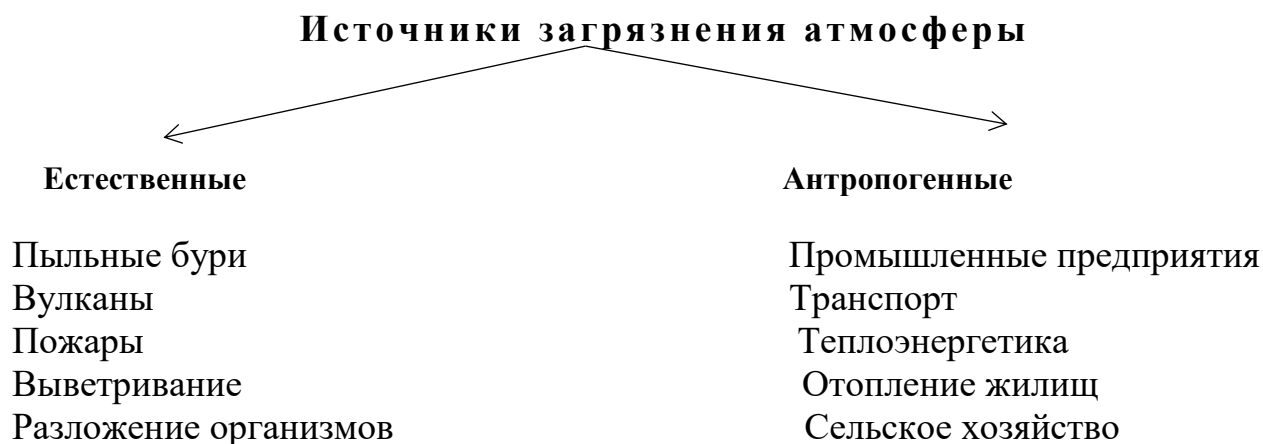 Источники загрязнения атмосферы
Естественные
Пыльные бури
Вулканы
Пожары
Выветривание
Разложение организмов
Антропогенные
Промышленные предприятия
Транспорт
Теплоэнергетика
Отопление жилищ
Сельское хозяйство